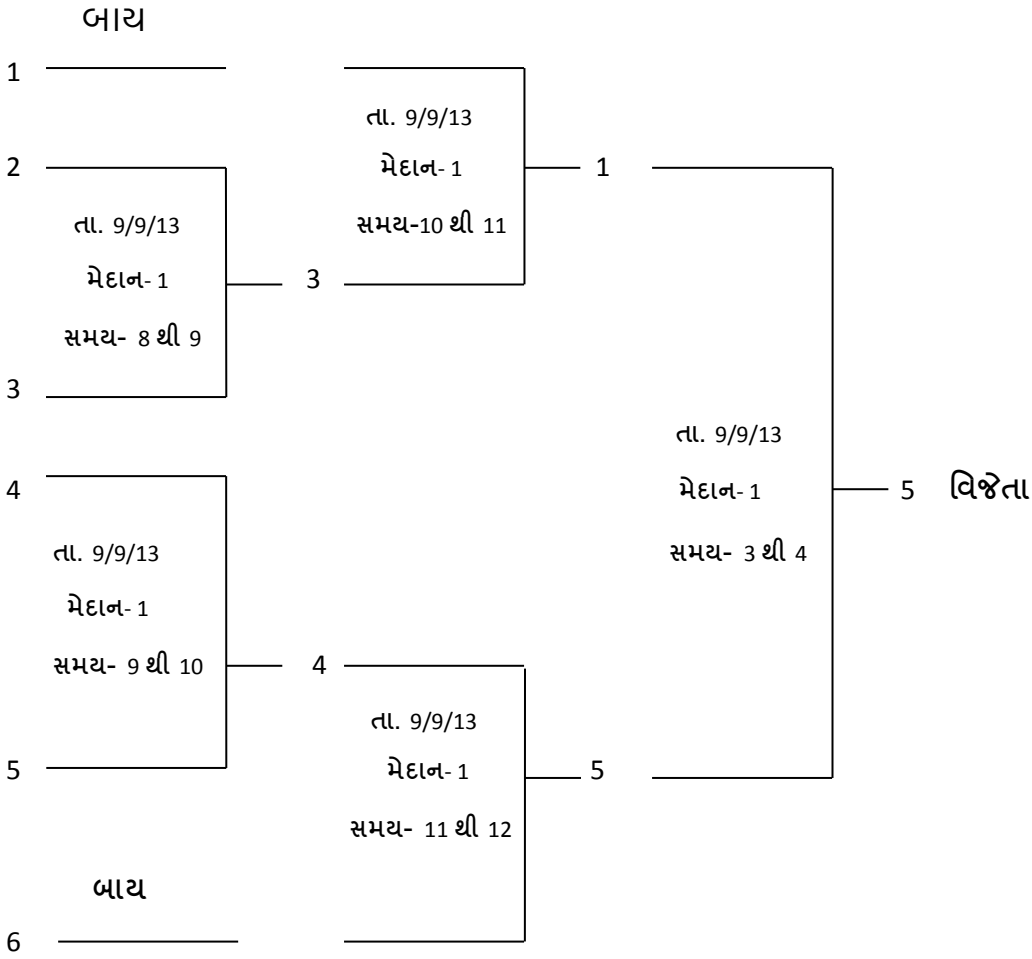 બાય
1
તા. 9/9/13
મેદાન- 1
સમય-10 થી 11
2
1
તા. 9/9/13
મેદાન- 1
સમય- 8 થી 9
3
3
તા. 9/9/13
મેદાન- 1
સમય- 3 થી 4
5 વિજેતા
4
તા. 9/9/13
મેદાન- 1
સમય- 9 થી 10
4
તા. 9/9/13
મેદાન- 1
સમય- 11 થી 12
5
5
બાય
6